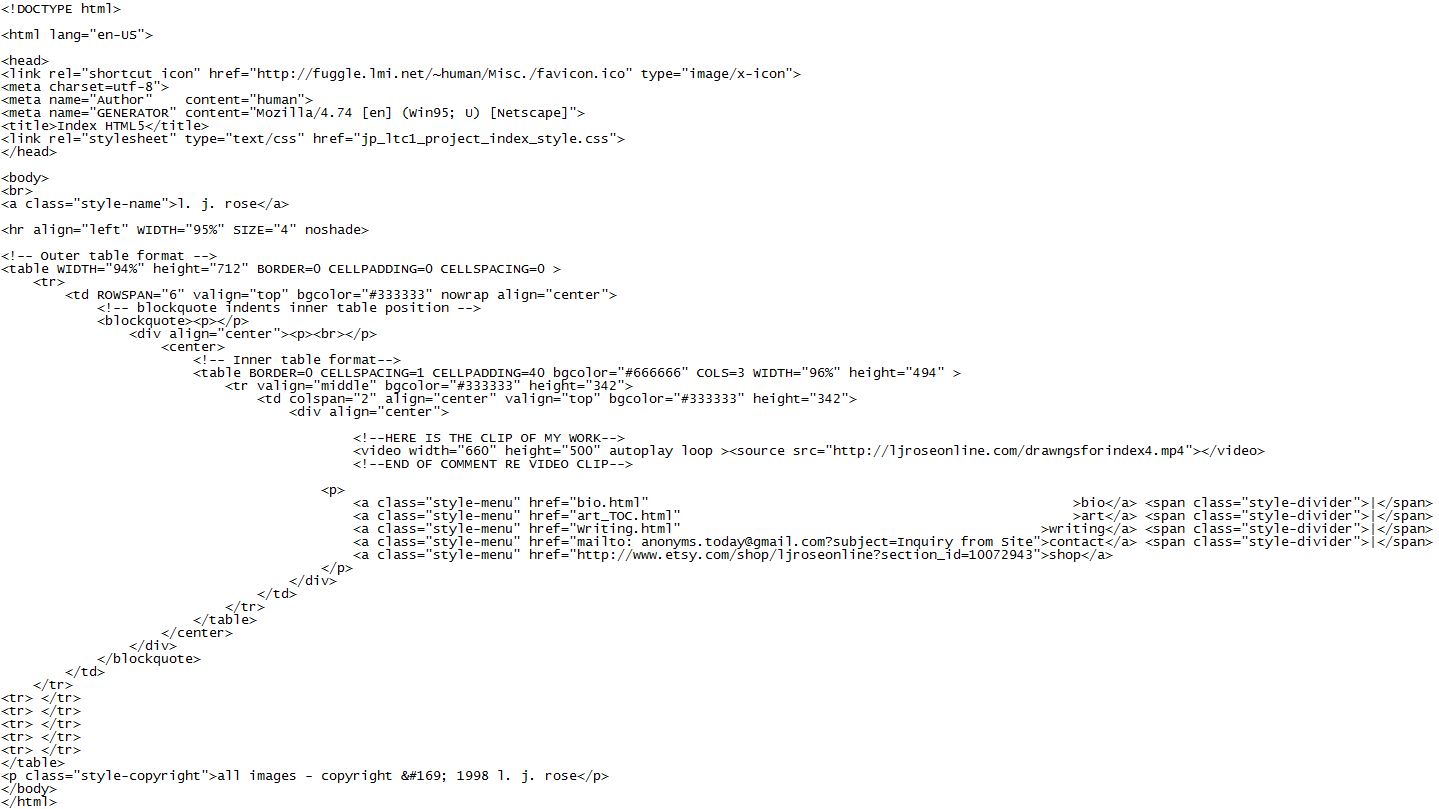 <!DOCTYPE html>

<html lang="en-US">

<head>
<link rel="shortcut icon" href="http://fuggle.lmi.net/~human/Misc./favicon.ico" type="image/x-icon">
<meta charset=utf-8">
<meta name="Author"    content="human">
<meta name="GENERATOR" content="Mozilla/4.74 [en] (Win95; U) [Netscape]">
<title>Index HTML5</title>
<link rel="stylesheet" type="text/css" href="jp_ltc1_project_index_style.css">
</head>

<body>
<br>
<a class="style-name">l. j. rose</a>

<hr align="left" WIDTH="95%" SIZE="4" noshade>

<!-- Outer table format -->
<table WIDTH="94%" height="712" BORDER=0 CELLPADDING=0 CELLSPACING=0 >
    <tr>
        <td ROWSPAN="6" valign="top" bgcolor="#333333" nowrap align="center">
            <!-- blockquote indents inner table position -->
            <blockquote><p></p>
                <div align="center"><p><br></p>
                    <center>
                        <!-- Inner table format-->
                        <table BORDER=0 CELLSPACING=1 CELLPADDING=40 bgcolor="#666666" COLS=3 WIDTH="96%" height="494" >
                            <tr valign="middle" bgcolor="#333333" height="342">
                                <td colspan="2" align="center" valign="top" bgcolor="#333333" height="342">
                                    <div align="center">

                                            <!--HERE IS THE CLIP OF MY WORK-->
                                            <video width="660" height="500" autoplay loop ><source src="http://ljroseonline.com/drawngsforindex4.mp4"></video>
                                            <!--END OF COMMENT RE VIDEO CLIP-->

                                        <p>
                                            <a class="style-menu" href="bio.html"                                                     >bio</a> <span class="style-divider">|</span>
                                            <a class="style-menu" href="art_TOC.html"                                                 >art</a> <span class="style-divider">|</span>
                                            <a class="style-menu" href="Writing.html"                                             >writing</a> <span class="style-divider">|</span>
                                            <a class="style-menu" href="mailto: anonyms.today@gmail.com?subject=Inquiry from Site">contact</a> <span class="style-divider">|</span>
                                            <a class="style-menu" href="http://www.etsy.com/shop/ljroseonline?section_id=10072943">shop</a>
                                        </p>
                                    </div>
                                </td>
                            </tr>
                        </table>
                    </center>
                </div>
            </blockquote>
        </td>
    </tr>
<tr> </tr>
<tr> </tr>
<tr> </tr>
<tr> </tr>
<tr> </tr>
</table>
<p class="style-copyright">all images - copyright &#169; 1998 l. j. rose</p>
</body>
</html>